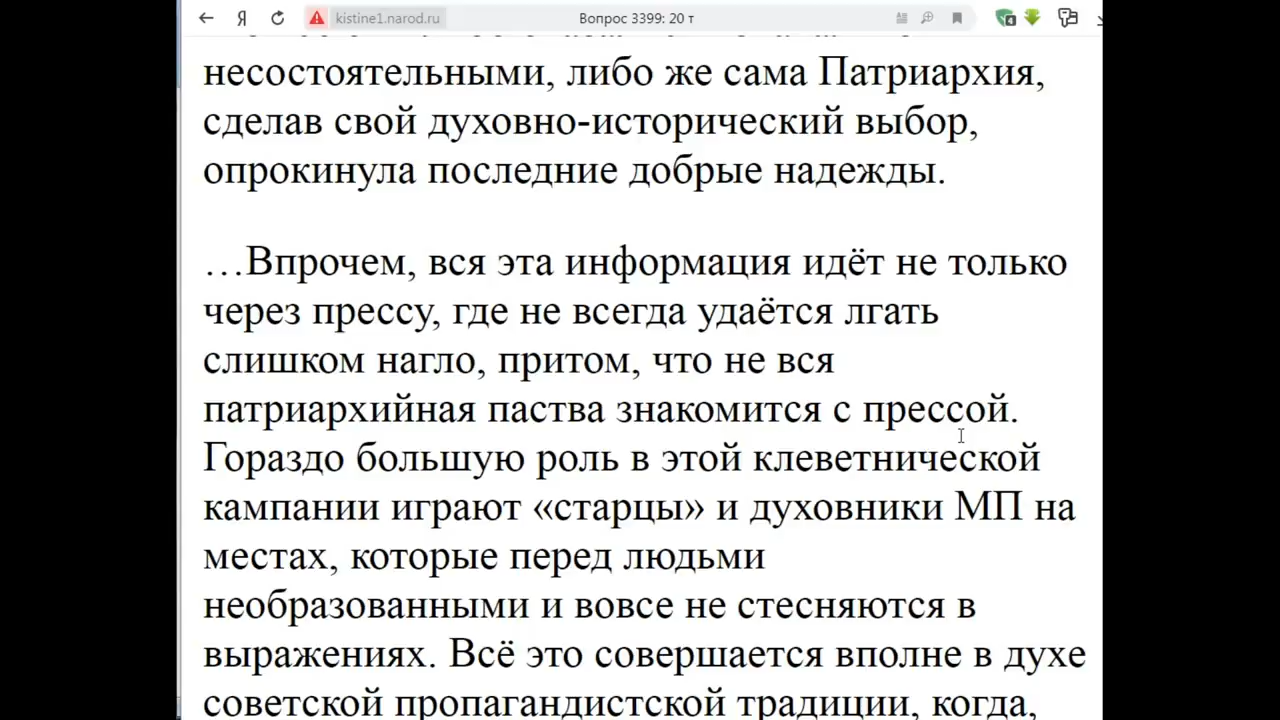 Я kistine1.narod.ru Вопрос 3399: 20 т 4
несостоятельными, либо же сама Патриархия,
сделав свой духовно-исторический выбор,
опрокинула последние добрые надежды.
…Впрочем, вся эта информация идёт не только
через прессу, где не всегда удаётся лгать
слишком нагло, притом, что не вся
патриархийная паства знакомится с прессой.
Гораздо большую роль в этой клеветнической
кампании играют «старцы» и духовники МП на
местах, которые перед людьми
необразованными и вовсе не стесняются в
выражениях. Всё это совершается вполне в духе
советской пропагандистской традиции, когда,